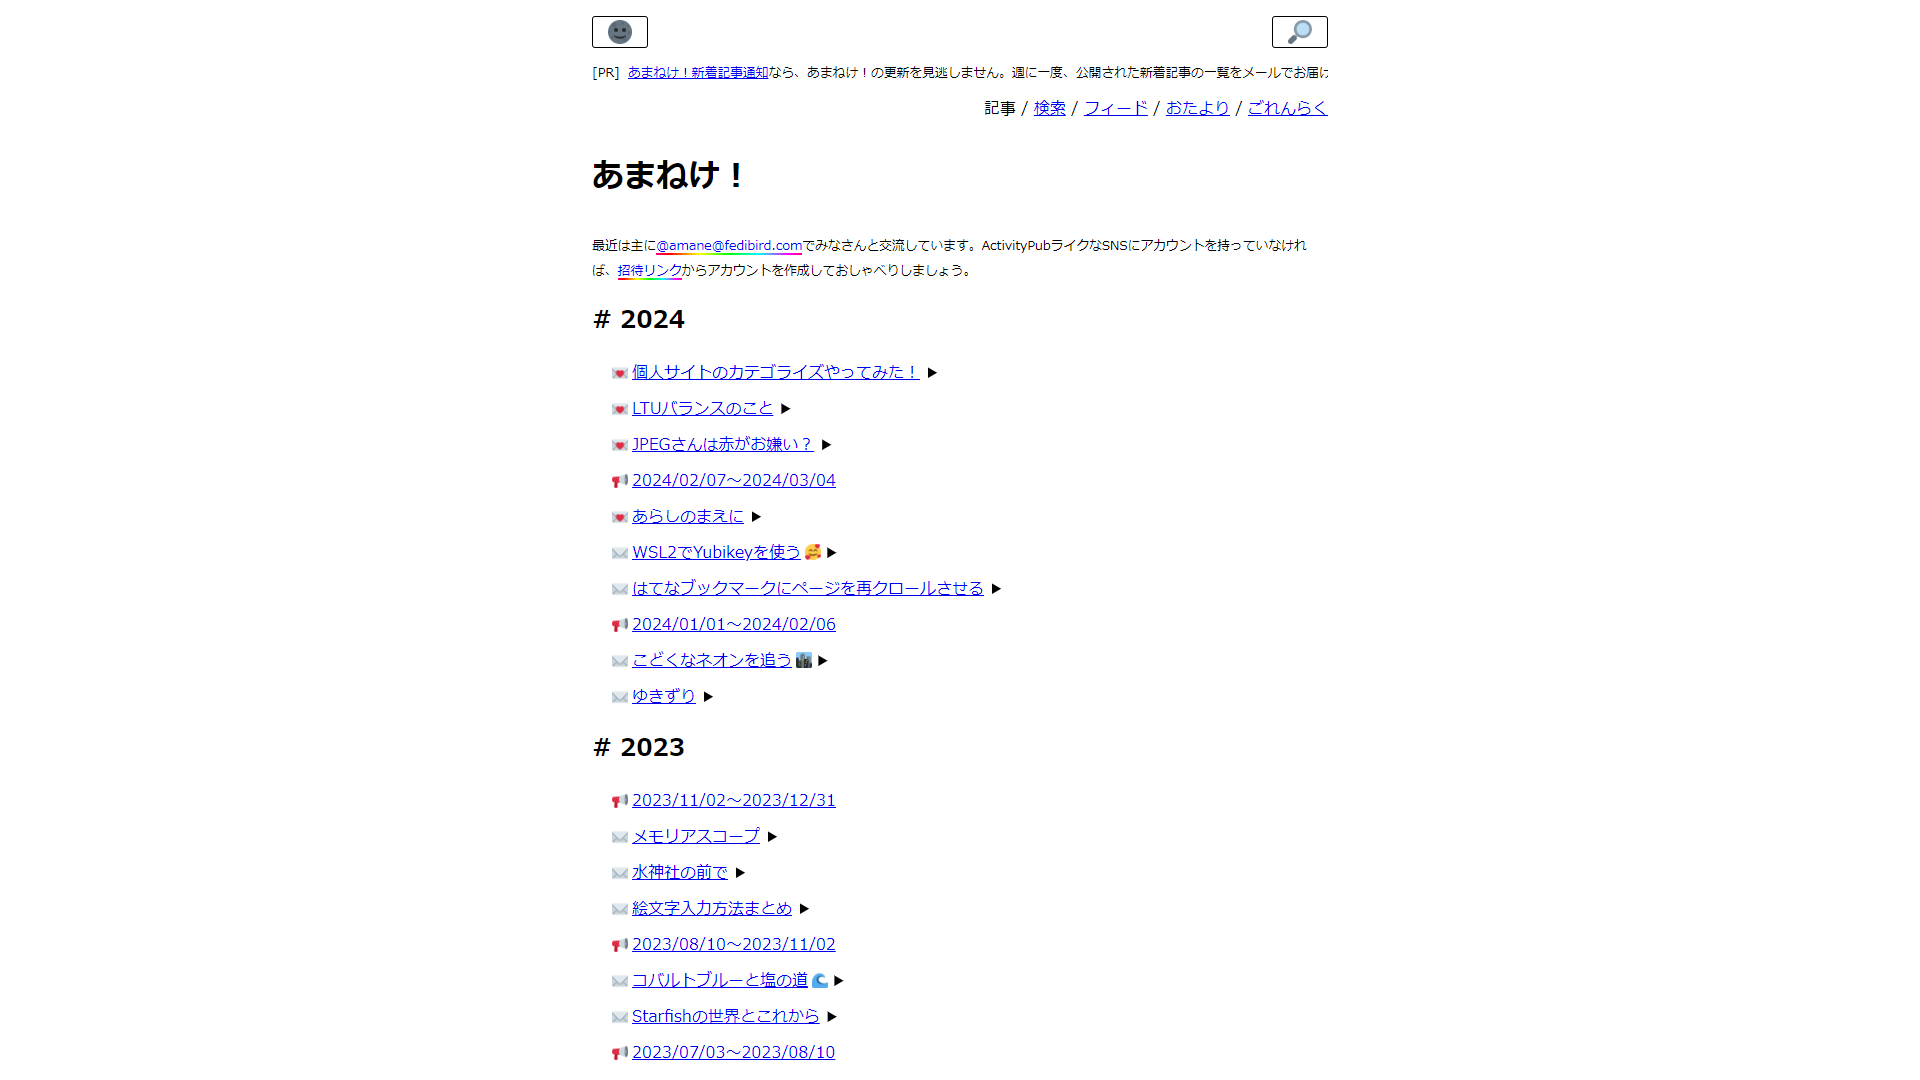 [PR] あまねけ！新着記事通知なら、あまねけ！の更新を見逃しません。週に一度、公開された新着記事の一覧をメールでお届け
記事 / 検索 / フィード / おたより / ごれんらく
あまねけ！
最近は主に@amane@fedibird.comでみなさんと交流しています。ActivityPubライクなSNSにアカウントを持っていなけれ
ば、招待リンクからアカウントを作成しておしゃべりしましょう。
# 2024
個人サイトのカテゴライズやってみた！
LTUバランスのこと
JPEGさんは赤がお嫌い？
2024/02/07〜2024/03/04
あらしのまえに
WSL2でYubikeyを使う
はてなブックマークにページを再クロールさせる
2024/01/01〜2024/02/06
こどくなネオンを追う
ゆきずり
# 2023
2023/11/02〜2023/12/31
メモリアスコープ
水神社の前で
絵文字入力方法まとめ
2023/08/10〜2023/11/02
コバルトブルーと塩の道
Starfishの世界とこれから
2023/07/03〜2023/08/10